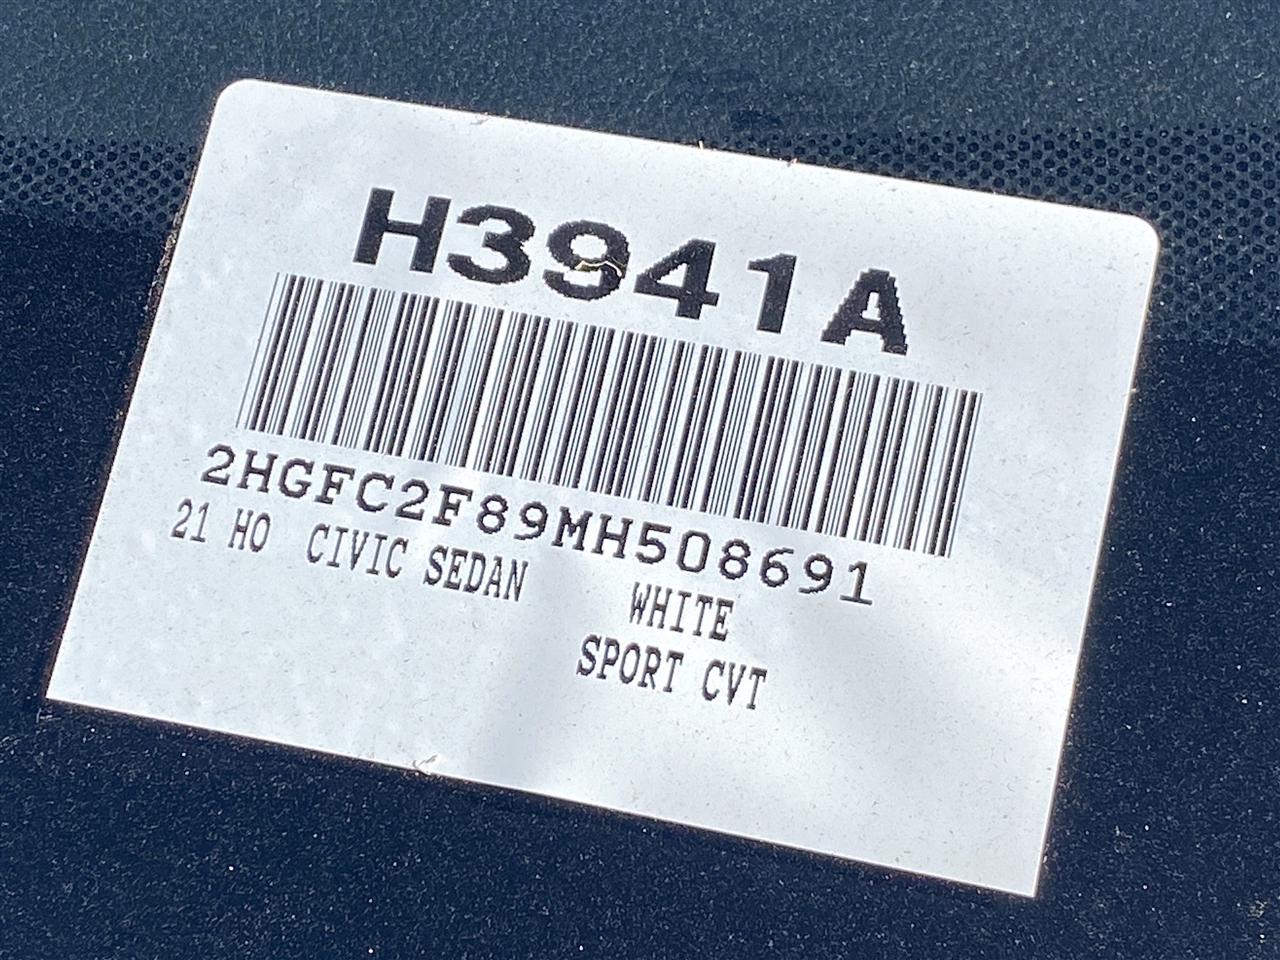 H3941A
2HGFC2F89MH508691
21 HO CIVIC SEDAN
WHITE
SPORT CVT